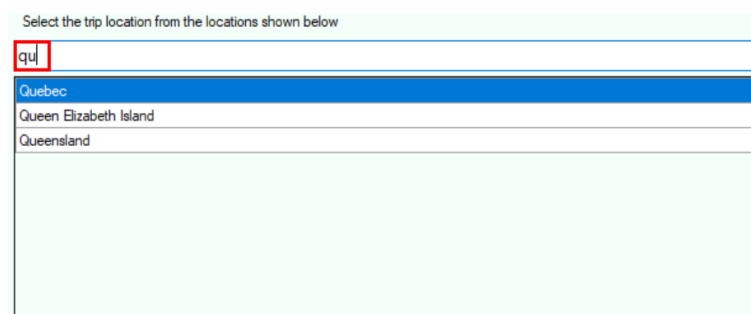 Select the trip location from the locations shown below
qu
Quebec
Queen Elizabeth Island
Queensland